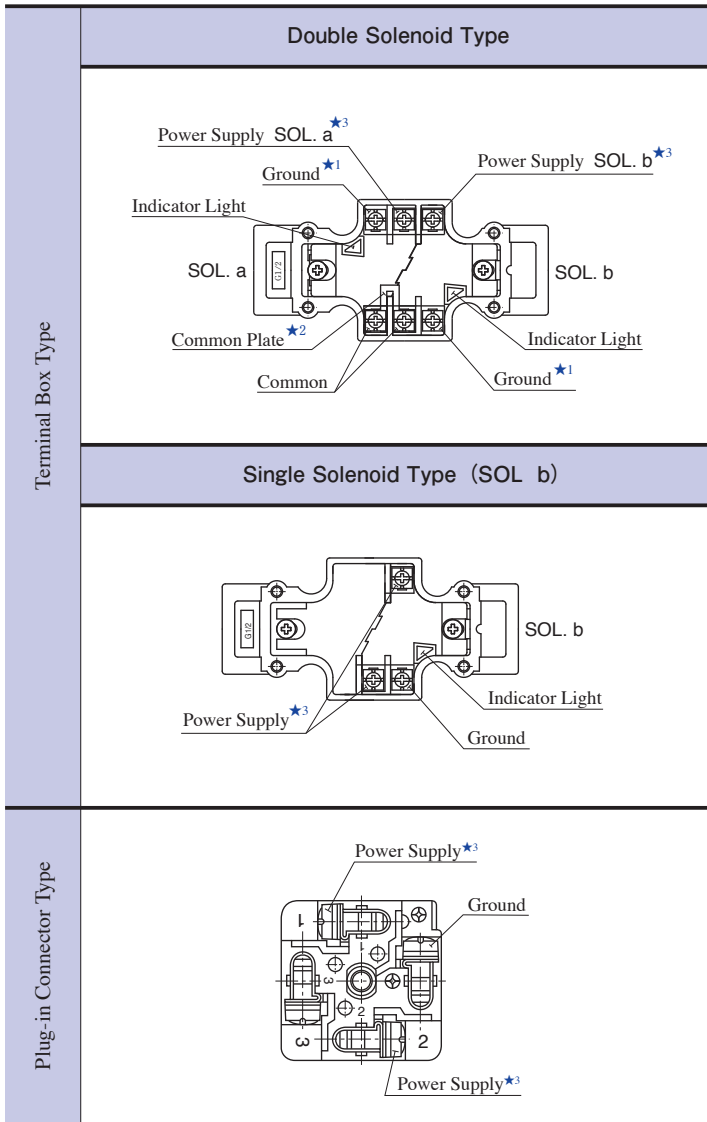 Double Solenoid Type
Terminal Box Type
Power Supply SOL. a★3
Power Supply SOL. b★3
Ground★1
Indicator Light
SOL. a
G1/2
SOL. b
Common Plate★2
Indicator Light
Common
Ground★1
Single Solenoid Type (SOL b)
G1/2
SOL. b
Indicator Light
Power Supply★3
Ground
Plug-in Connector Type
Power Supply★3
Ground
1
1
3
2
3
2
Power Supply★3